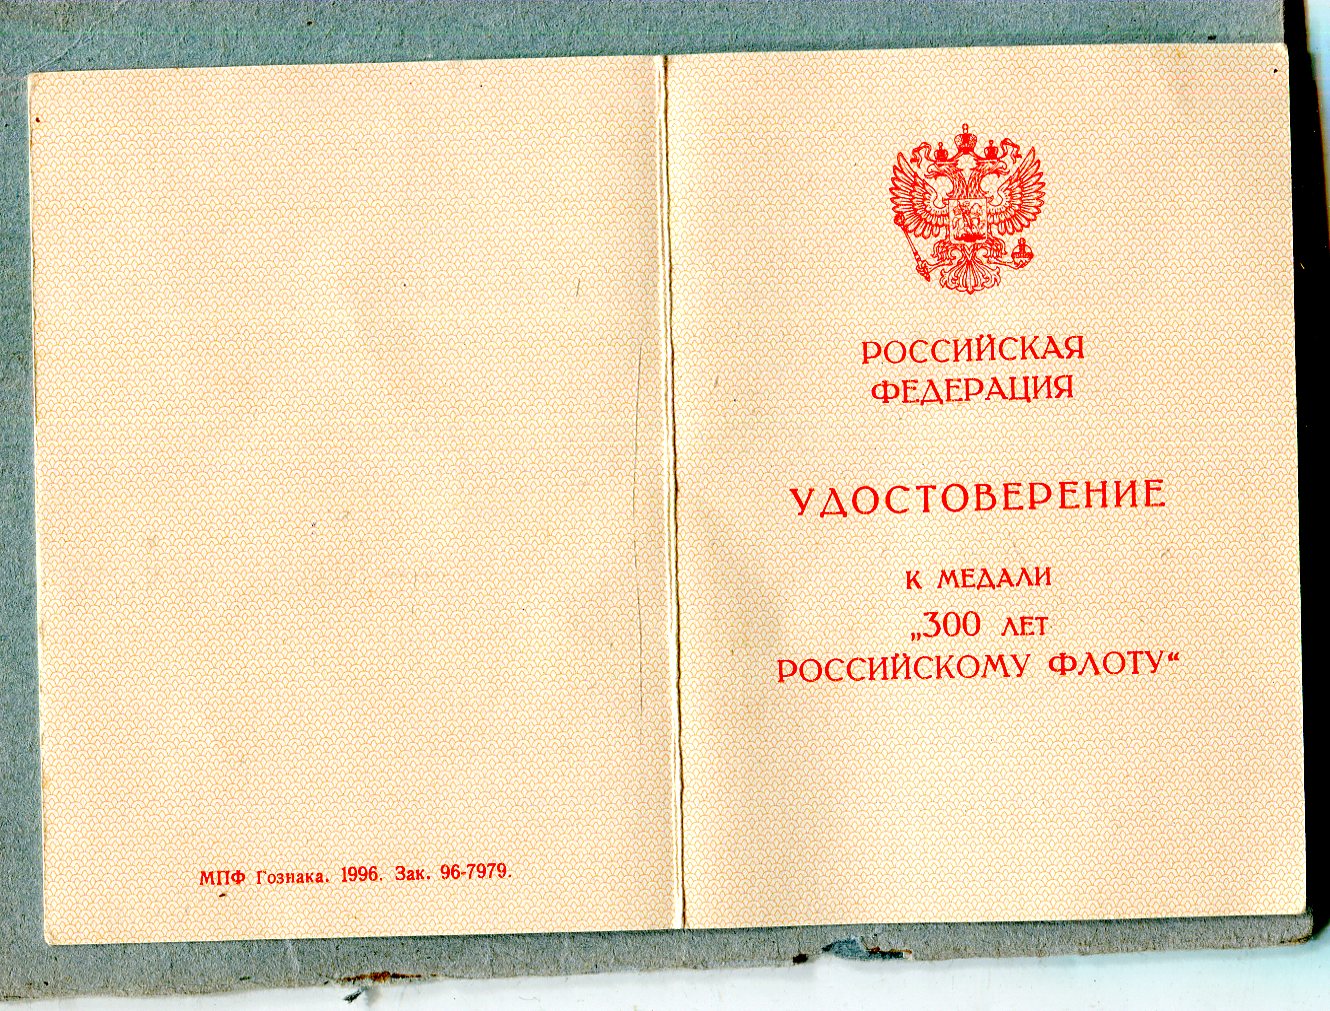 МПФ Гознака. 1996. Зак. 96-7979.
РОССИЙСКАЯ
ФЕДЕРАЦИЯ
УДОСТОВЕРЕНИЕ
К МЕДАЛИ
„300 ЛЕТ
РОССИЙСКОМУ ФЛОТУ“